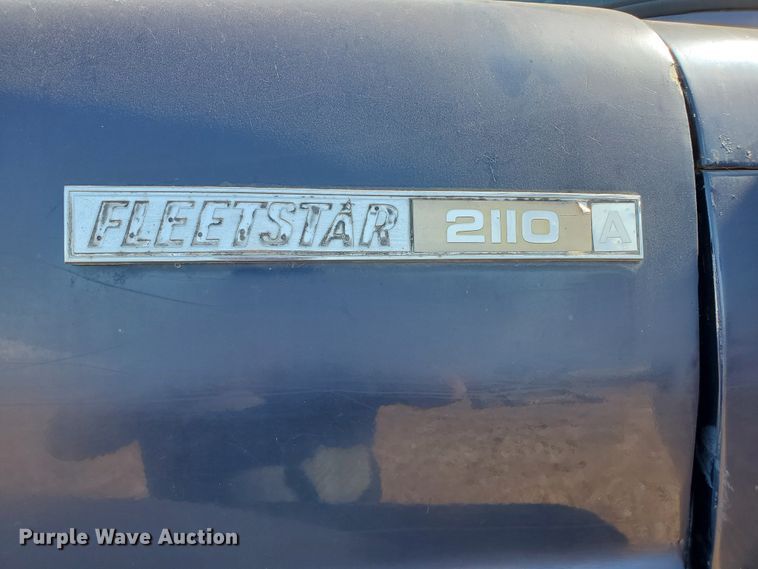 FLEETSTAR 2110 A
Purple Wave Auction